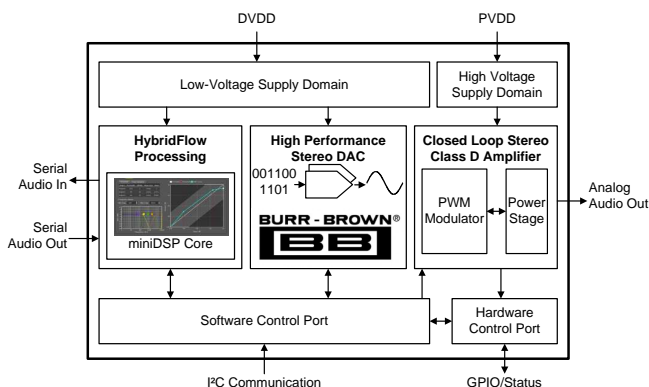 DVDD
PVDD
Low-Voltage Supply Domain
High Voltage
Supply Domain
HybridFlow
Processing
miniDSP Core
High Performance
Stereo DAC
001100
1101
BURR - BROWN®
BB
Closed Loop Stereo
Class D Amplifier
PWM
Modulator
Power
Stage
Serial
Audio In
Serial
Audio Out
Analog
Audio Out
Software Control Port
Hardware
Control Port
I²C Communication
GPIO/Status